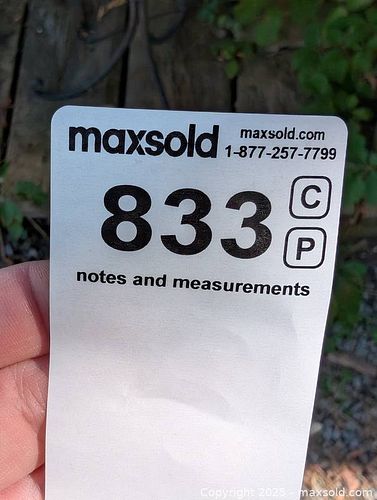 maxsold maxsold.com
1-877-257-7799
833 C
P
notes and measurements
Copyright 2025 - maxsold.com